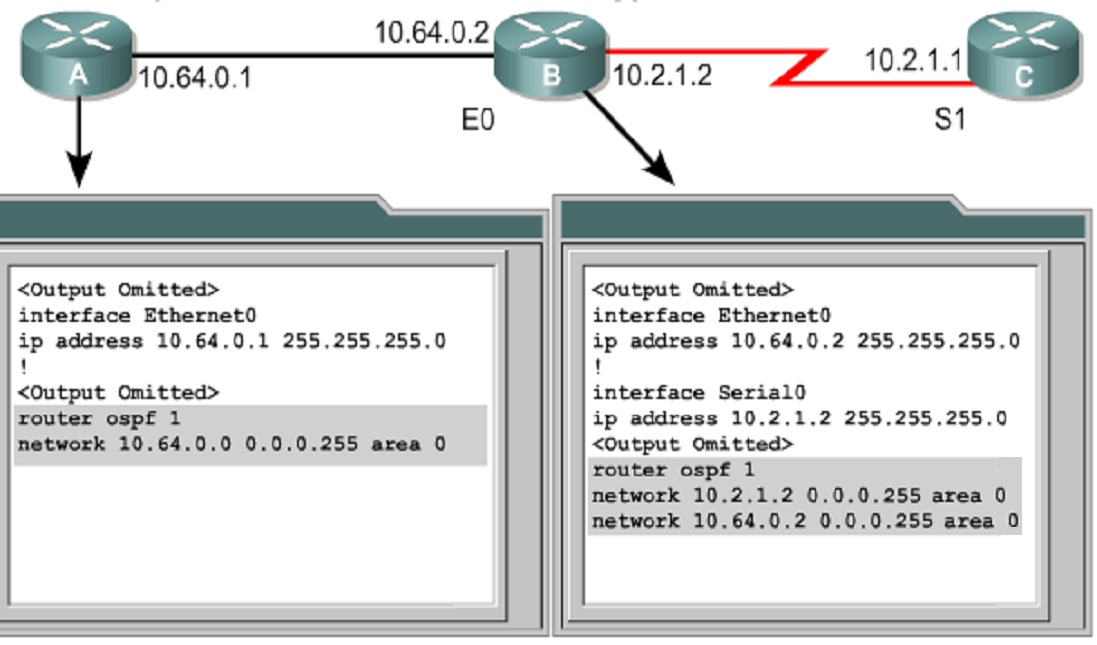 10.64.0.2
A
10.64.0.1
B
10.2.1.2
10.2.1.1
C
E0
S1
<Output Omitted>
interface Ethernet0
ip address 10.64.0.1 255.255.255.0
!
<Output Omitted>
router ospf 1
network 10.64.0.0 0.0.0.255 area 0
<Output Omitted>
interface Ethernet0
ip address 10.64.0.2 255.255.255.0
!
interface Serial0
ip address 10.2.1.2 255.255.255.0
<Output Omitted>
router ospf 1
network 10.2.1.2 0.0.0.255 area 0
network 10.64.0.2 0.0.0.255 area 0